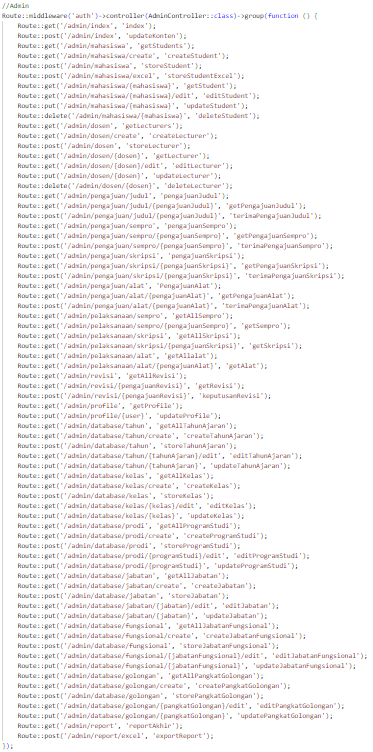 //Admin
Route::middleware('auth')->controller(AdminController::class)->group(function () {
Route::get('/admin/index', 'index');
Route::post('/admin/index', 'updateKonten');
Route::get('/admin/mahasiswa', 'getStudents');
Route::get('/admin/mahasiswa/create', 'createStudent');
Route::post('/admin/mahasiswa', 'storeStudent');
Route::post('/admin/mahasiswa/excel', 'storeStudentExcel');
Route::get('/admin/mahasiswa/{mahasiswa}', 'getStudent');
Route::get('/admin/mahasiswa/{mahasiswa}/edit', 'editStudent');
Route::put('/admin/mahasiswa/{mahasiswa}', 'updateStudent');
Route::delete('/admin/mahasiswa/{mahasiswa}', 'deleteStudent');
Route::get('/admin/dosen', 'getLecturers');
Route::get('/admin/dosen/create', 'createLecturer');
Route::post('/admin/dosen', 'storeLecturer');
Route::get('/admin/dosen/{dosen}', 'getLecturer');
Route::get('/admin/dosen/{dosen}/edit', 'editLecturer');
Route::put('/admin/dosen/{dosen}', 'updateLecturer');
Route::delete('/admin/dosen/{dosen}', 'deleteLecturer');
Route::get('/admin/pengajuan/judul', 'pengajuanJudul');
Route::get('/admin/pengajuan/judul/{pengajuanJudul}', 'getPengajuanJudul');
Route::post('/admin/pengajuan/judul/{pengajuanJudul}', 'terimaPengajuanJudul');
Route::get('/admin/pengajuan/sempro', 'pengajuanSempro');
Route::get('/admin/pengajuan/sempro/{pengajuanSempro}', 'getPengajuanSempro');
Route::post('/admin/pengajuan/sempro/{pengajuanSempro}', 'terimaPengajuanSempro');
Route::get('/admin/pengajuan/skripsi', 'pengajuanSkripsi');
Route::get('/admin/pengajuan/skripsi/{pengajuanSkripsi}', 'getPengajuanSkripsi');
Route::post('/admin/pengajuan/skripsi/{pengajuanSkripsi}', 'terimaPengajuanSkripsi');
Route::get('/admin/pengajuan/alat', 'PengajuanAlat');
Route::get('/admin/pengajuan/alat/{pengajuanAlat}', 'getPengajuanAlat');
Route::post('/admin/pengajuan/alat/{pengajuanAlat}', 'terimaPengajuanAlat');
Route::get('/admin/pelaksanaan/sempro', 'getAllSempro');
Route::get('/admin/pelaksanaan/sempro/{pengajuanSempro}', 'getSempro');
Route::get('/admin/pelaksanaan/skripsi', 'getAllSkripsi');
Route::get('/admin/pelaksanaan/skripsi/{pengajuanSkripsi}', 'getSkripsi');
Route::get('/admin/pelaksanaan/alat', 'getAllalat');
Route::get('/admin/pelaksanaan/alat/{pengajuanAlat}', 'getAlat');
Route::get('/admin/revisi', 'getAllRevisi');
Route::get('/admin/revisi/{pengajuanRevisi}', 'getRevisi');
Route::post('/admin/revisi/{pengajuanRevisi}', 'keputusanRevisi');
Route::get('/admin/profile', 'getProfile');
Route::put('/admin/profile/{user}', 'updateProfile');
Route::get('/admin/database/tahun', 'getAllTahunAjaran');
Route::get('/admin/database/tahun/create', 'createTahunAjaran');
Route::post('/admin/database/tahun', 'storeTahunAjaran');
Route::get('/admin/database/tahun/{tahunAjaran}/edit', 'editTahunAjaran');
Route::put('/admin/database/tahun/{tahunAjaran}', 'updateTahunAjaran');
Route::get('/admin/database/kelas', 'getAllKelas');
Route::get('/admin/database/kelas/create', 'createKelas');
Route::post('/admin/database/kelas', 'storeKelas');
Route::get('/admin/database/kelas/{kelas}/edit', 'editKelas');
Route::put('/admin/database/kelas/{kelas}', 'updateKelas');
Route::get('/admin/database/prodi', 'getAllProgramStudi');
Route::get('/admin/database/prodi/create', 'createProgramStudi');
Route::post('/admin/database/prodi', 'storeProgramStudi');
Route::get('/admin/database/prodi/{programStudi}/edit', 'editProgramStudi');
Route::put('/admin/database/prodi/{programStudi}', 'updateProgramStudi');
Route::get('/admin/database/jabatan', 'getAllJabatan');
Route::get('/admin/database/jabatan/create', 'createJabatan');
Route::post('/admin/database/jabatan', 'storeJabatan');
Route::get('/admin/database/jabatan/{jabatan}/edit', 'editJabatan');
Route::put('/admin/database/jabatan/{jabatan}', 'updateJabatan');
Route::get('/admin/database/fungsional', 'getAllJabatanFungsional');
Route::get('/admin/database/fungsional/create', 'createJabatanFungsional');
Route::post('/admin/database/fungsional', 'storeJabatanFungsional');
Route::get('/admin/database/fungsional/{jabatanFungsional}/edit', 'editJabatanFungsional');
Route::put('/admin/database/fungsional/{jabatanFungsional}', 'updateJabatanFungsional');
Route::get('/admin/database/golongan', 'getAllPangkatGolongan');
Route::get('/admin/database/golongan/create', 'createPangkatGolongan');
Route::post('/admin/database/golongan', 'storePangkatGolongan');
Route::get('/admin/database/golongan/{pangkatGolongan}/edit', 'editPangkatGolongan');
Route::put('/admin/database/golongan/{pangkatGolongan}', 'updatePangkatGolongan');
Route::get('/admin/report', 'reportAkhir');
Route::post('/admin/report/excel', 'exportReport');
});